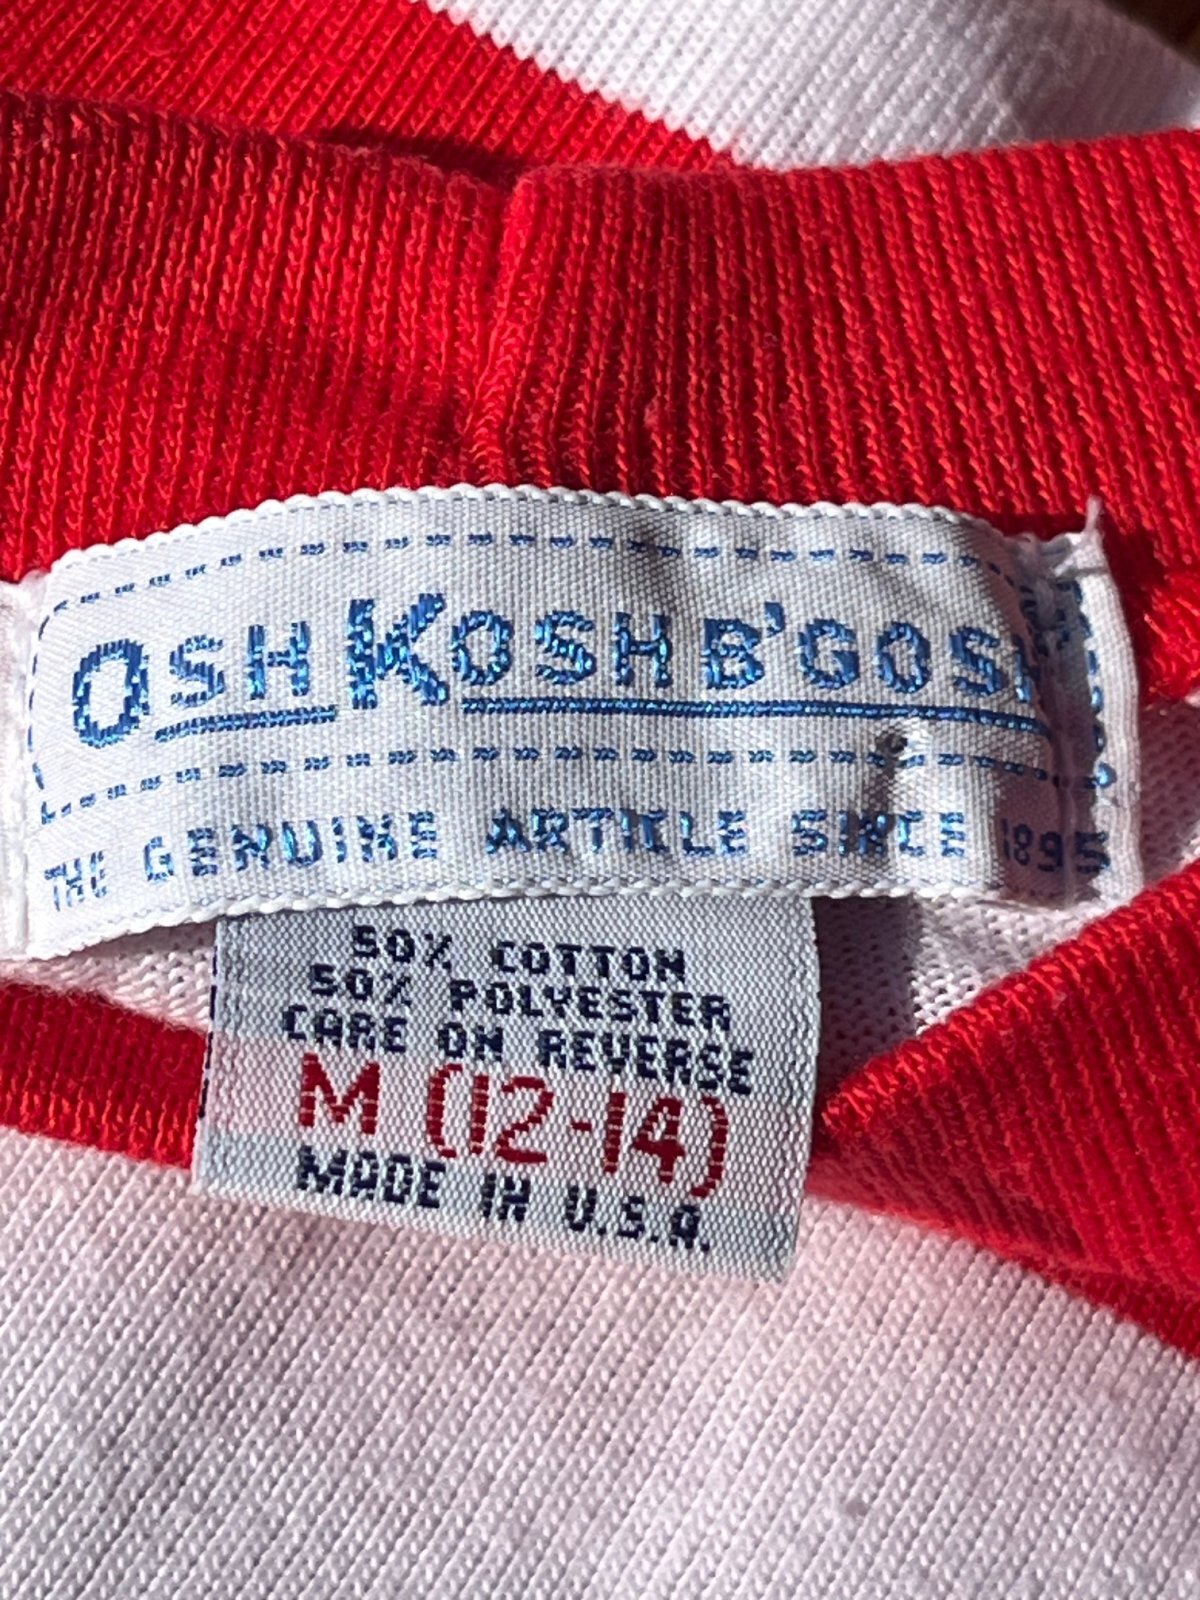 OSHKOSH B'GOSH
THE GENUINE ARTICLE SINCE 1895
50% COTTON
50% POLYESTER
CARE ON REVERSE
M (12-14)
MADE IN U.S.A.